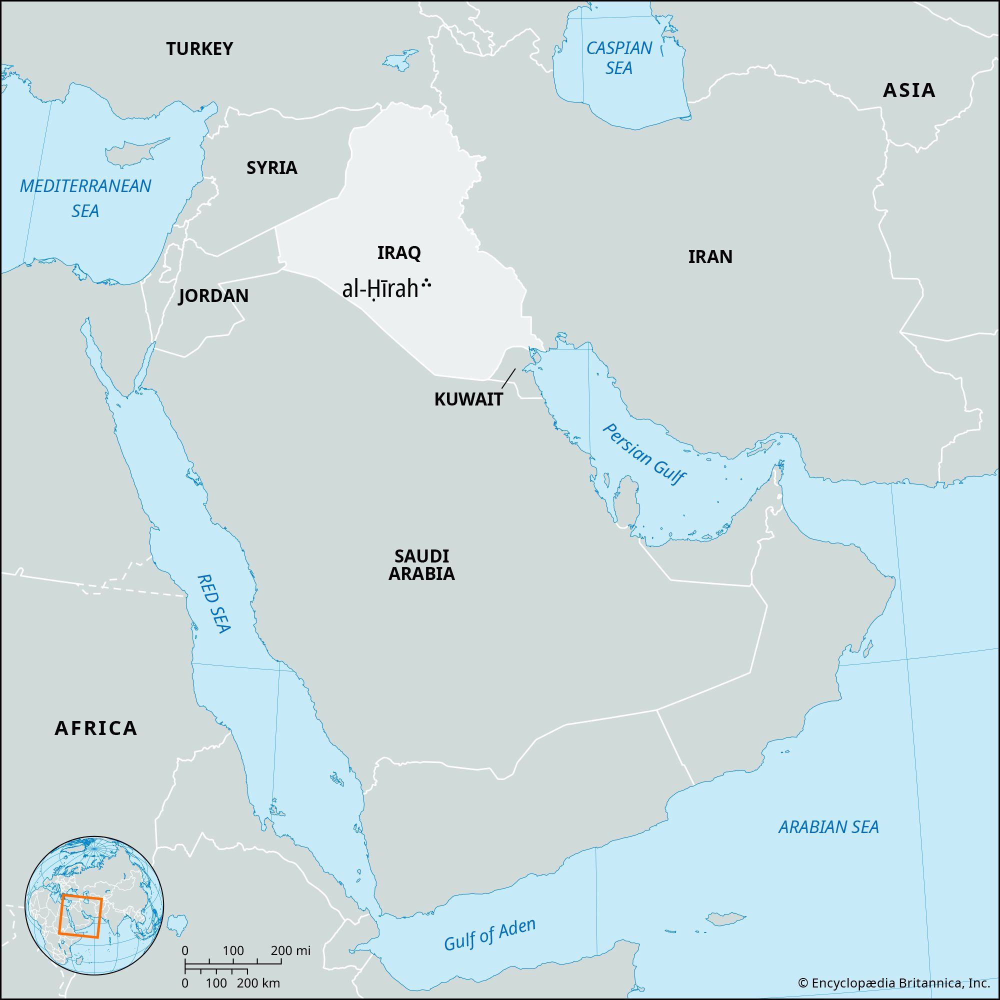 TURKEY
CASPIAN
SEA
ASIA
SYRIA
MEDITERRANEAN
SEA
IRAQ
IRAN
al-Ḥīrah
JORDAN
KUWAIT
Persian Gulf
SAUDI
ARABIA
RED SEA
AFRICA
ARABIAN SEA
Gulf of Aden
0 100 200 mi
0 100 200 km
© Encyclopædia Britannica, Inc.